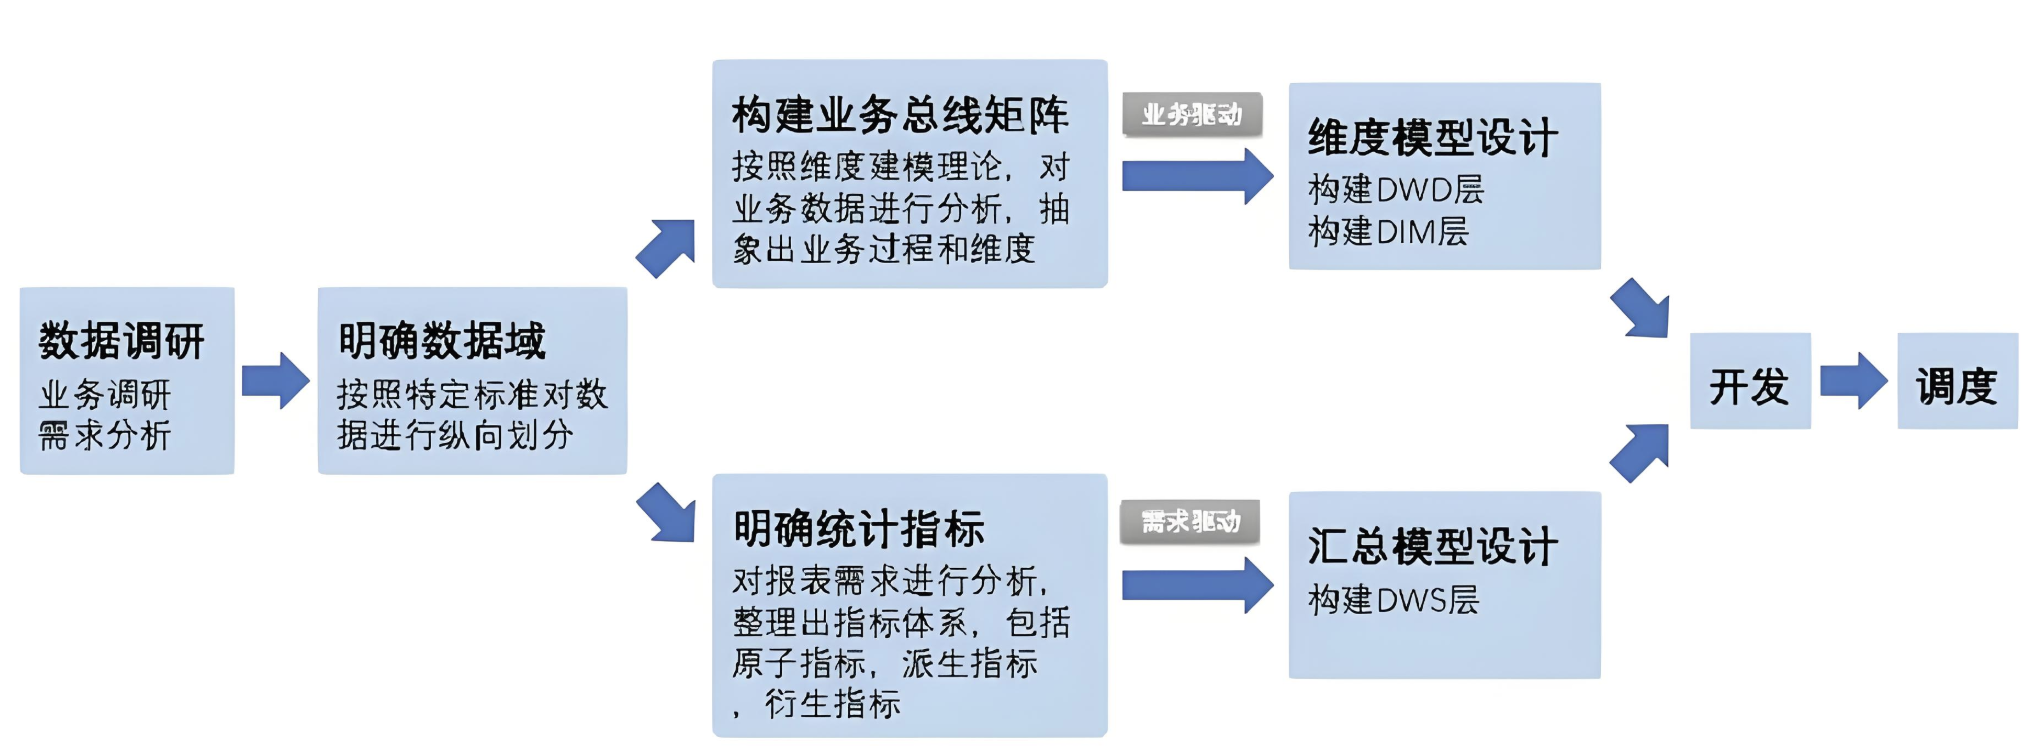 数据调研
业务调研
需求分析
明确数据域
按照特定标准对数
据进行纵向划分
构建业务总线矩阵
按照维度建模理论，对
业务数据进行分析，抽
象出业务过程和维度
业务驱动
维度模型设计
构建DWD层
构建DIM层
明确统计指标
对报表需求进行分析，
整理出指标体系，包括
原子指标，派生指标
，衍生指标
需求驱动
汇总模型设计
构建DWS层
开发
调度